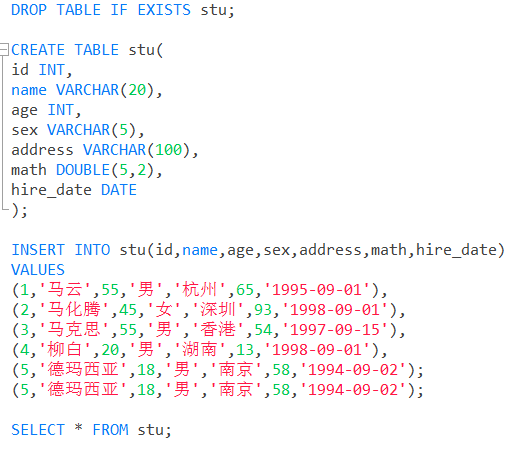 DROP TABLE IF EXISTS stu;
CREATE TABLE stu(
id INT,
name VARCHAR(20),
age INT,
sex VARCHAR(5),
address VARCHAR(100),
math DOUBLE(5,2),
hire_date DATE
);
INSERT INTO stu(id,name,age,sex,address,math,hire_date)
VALUES
(1,'马云',55,'男','杭州',65,'1995-09-01'),
(2,'马化腾',45,'女','深圳',93,'1998-09-01'),
(3,'马克思',55,'男','香港',54,'1997-09-15'),
(4,'柳白',20,'男','湖南',13,'1998-09-01'),
(5,'德玛西亚',18,'男','南京',58,'1994-09-02');
(5,'德玛西亚',18,'男','南京',58,'1994-09-02');
SELECT * FROM stu;